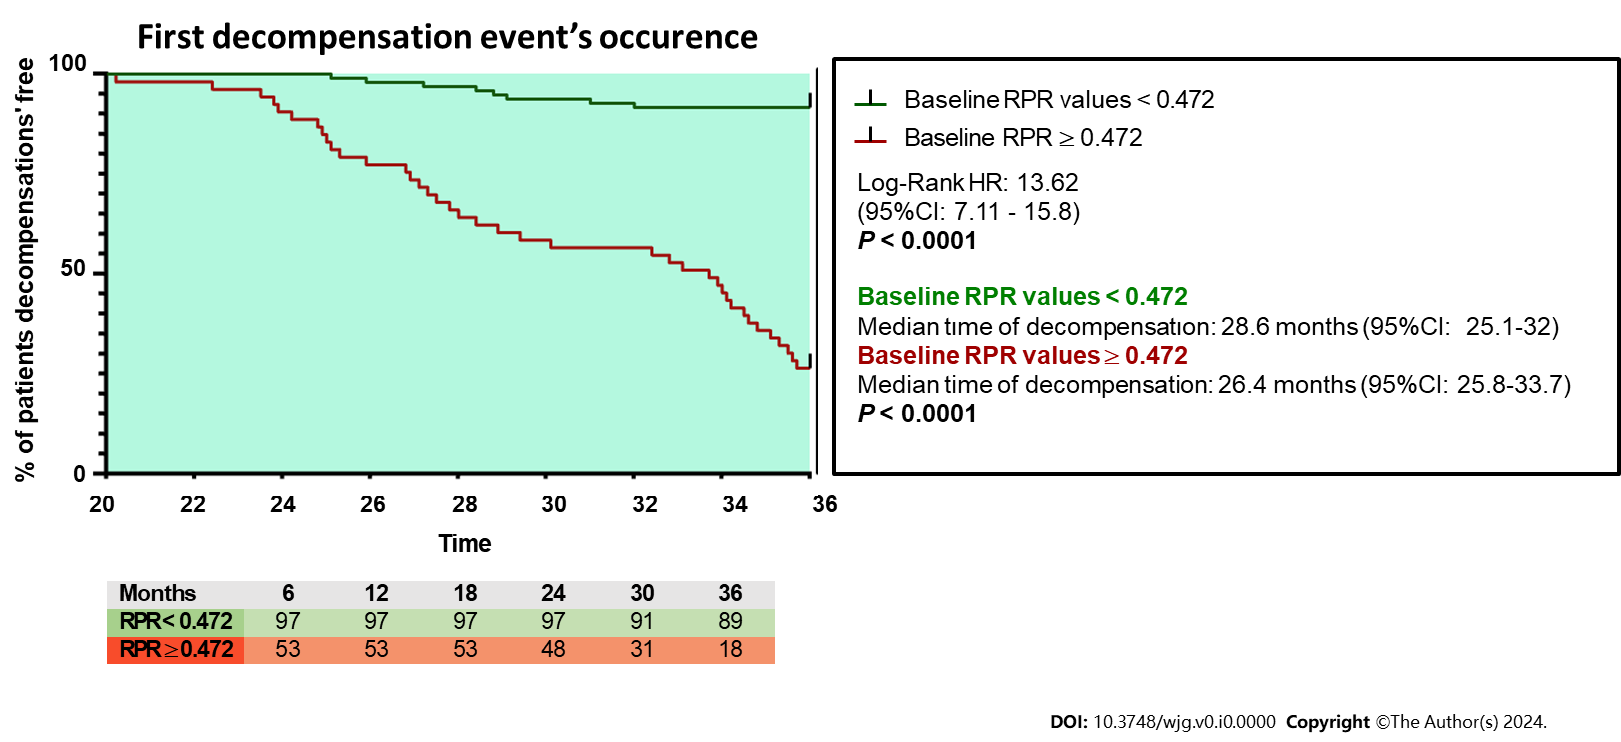 First decompensation event’s occurence
% of patients decompensations' free
100
50
0
20 22 24 26 28 30 32 34 36
Time
Baseline RPR values < 0.472
Baseline RPR ≥ 0.472
Log-Rank HR: 13.62
(95%CI: 7.11 - 15.8)
P < 0.0001
Baseline RPR values < 0.472
Median time of decompensation: 28.6 months (95%CI: 25.1-32)
Baseline RPR values ≥ 0.472
Median time of decompensation: 26.4 months (95%CI: 25.8-33.7)
P < 0.0001
Months 6 12 18 24 30 36
RPR < 0.472 97 97 97 97 91 89
RPR ≥ 0.472 53 53 53 48 31 18
DOI: 10.3748/wjg.v0.i0.0000 Copyright ©The Author(s) 2024.